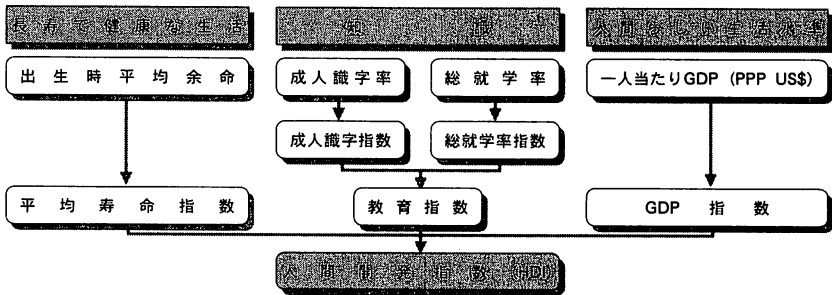 長寿で健康な生活
知識
人間らしい生活水準
出生時平均余命
成人識字率
総就学率
一人当たりGDP (PPP US$)
成人識字指数
総就学率指数
平均寿命指数
教育指数
GDP 指数
人間開発指数 (HDI)